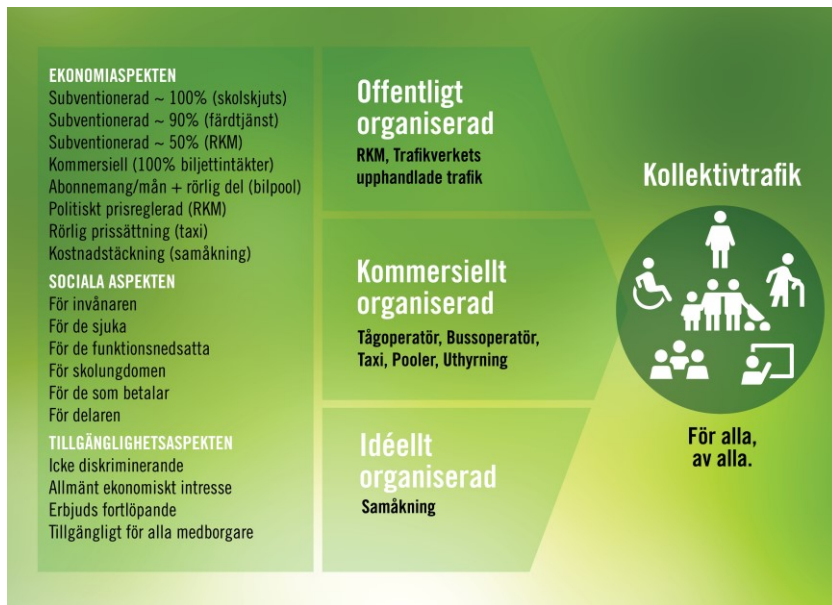 EKONOMIASPEKTEN
Subventionerad ~ 100% (skolskjuts)
Subventionerad ~ 90% (färdtjänst)
Subventionerad ~ 50% (RKM)
Kommersiell (100% biljettintäkter)
Abonnemang/mån + rörlig del (bilpool)
Politiskt prisreglerad (RKM)
Rörlig prissättning (taxi)
Kostnadstäckning (samåkning)
SOCIALA ASPEKTEN
För invånaren
För de sjuka
För de funktionsnedsatta
För skolungdomen
För de som betalar
För delaren
TILLGÄNGLIGHETSASPEKTEN
Icke diskriminerande
Allmänt ekonomiskt intresse
Erbjuds fortlöpande
Tillgängligt för alla medborgare
Offentligt
organiserad
RKM, Trafikverkets
upphandlade trafik
Kommersiellt
organiserad
Tågoperatör, Bussoperatör,
Taxi, Pooler, Uthyrning
Idéellt
organiserad
Samåkning
Kollektivtrafik
För alla,
av alla.